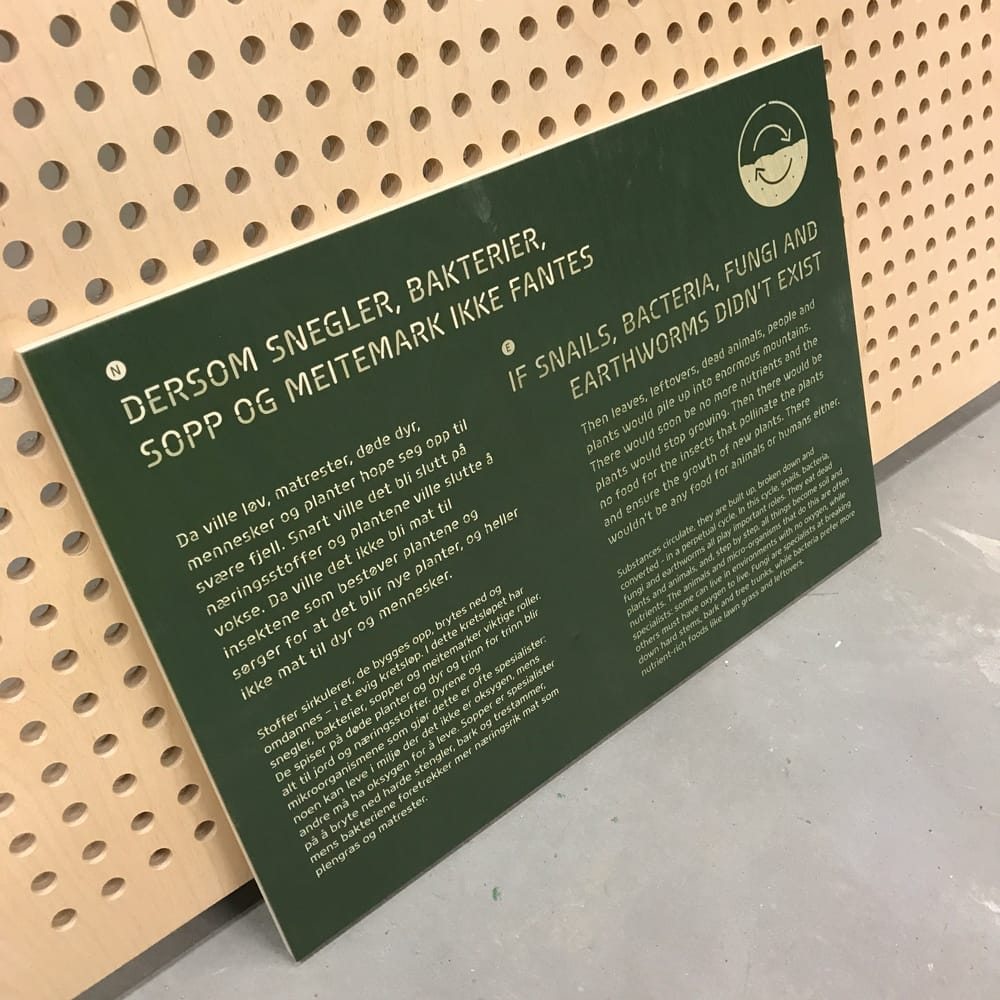 N
DERSOM SNEGLER, BAKTERIER,
SOPP OG MEITEMARK IKKE FANTES
Da ville løv, matrester, døde dyr,
mennesker og planter hope seg opp til
svære fjell. Snart ville det bli slutt på
næringsstoffer og plantene ville slutte å
vokse. Da ville det ikke bli mat til
insektene som bestøver plantene og
sørger for at det blir nye planter, og heller
ikke mat til dyr og mennesker.
Stoffer sirkulerer, de bygges opp, brytes ned og
omdannes – i et evig kretsløp. I dette kretsløpet har
snegler, bakterier, sopper og meitemarker viktige roller.
De spiser på døde planter og dyr og trinn for trinn blir
alt til jord og næringsstoffer. Dyrene og
mikroorganismene som gjør dette er ofte spesialister:
noen kan leve i miljø der det ikke er oksygen, mens
andre må ha oksygen for å leve. Sopper er spesialister
på å bryte ned harde stengler, bark og trestammer,
mens bakteriene foretrekker mer næringsrik mat som
plengras og matrester.
E
IF SNAILS, BACTERIA, FUNGI AND
EARTHWORMS DIDN'T EXIST
Then leaves, leftovers, dead animals, people and
plants would pile up into enormous mountains.
There would soon be no more nutrients and the
plants would stop growing. Then there would be
no food for the insects that pollinate the plants
and ensure the growth of new plants. There
wouldn't be any food for animals or humans either.
Substances circulate, they are built up, broken down and
converted - in a perpetual cycle. In this cycle, snails, bacteria,
fungi and earthworms all play important roles. They eat dead
plants and animals, and, step by step, all things become soil and
nutrients. The animals and micro-organisms that do this are often
specialists, some can live in environments with no oxygen, while
others must have oxygen to live. Fungi are specialists at breaking
down hard stems, bark and tree trunks, while bacteria prefer more
nutrient-rich foods like lawn grass and leftovers.